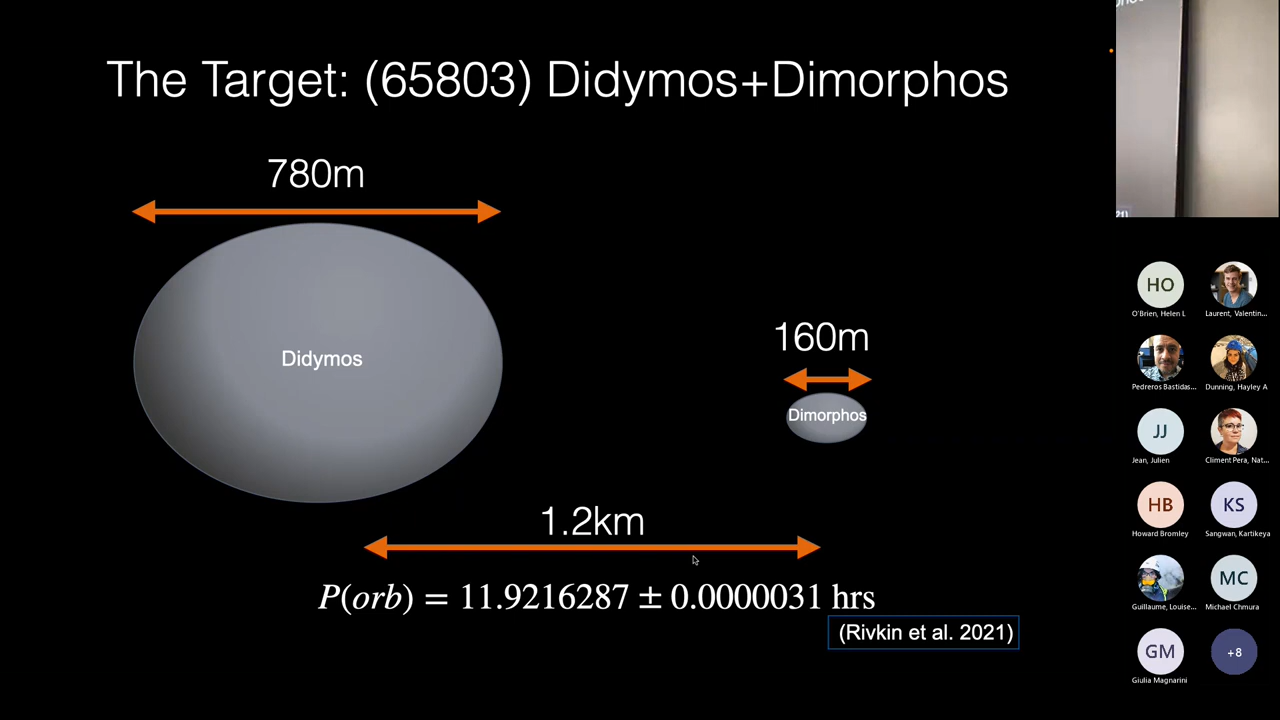 The Target: (65803) Didymos+Dimorphos
780m
Didymos
160m
Dimorphos
1.2km
P(orb) = 11.9216287 ± 0.0000031 hrs
(Rivkin et al. 2021)
HO
O'Brien, Helen L
Laurent, Valentin...
Pedreros Bastidas...
Dunning, Hayley A
JJ
Jean, Julien
Climent Pera, Nat...
HB
Howard Bromley
KS
Sangwan, Kartikeya
Guillaume, Louise...
MC
Michael Chmura
GM
Giulia Magnarini
+8